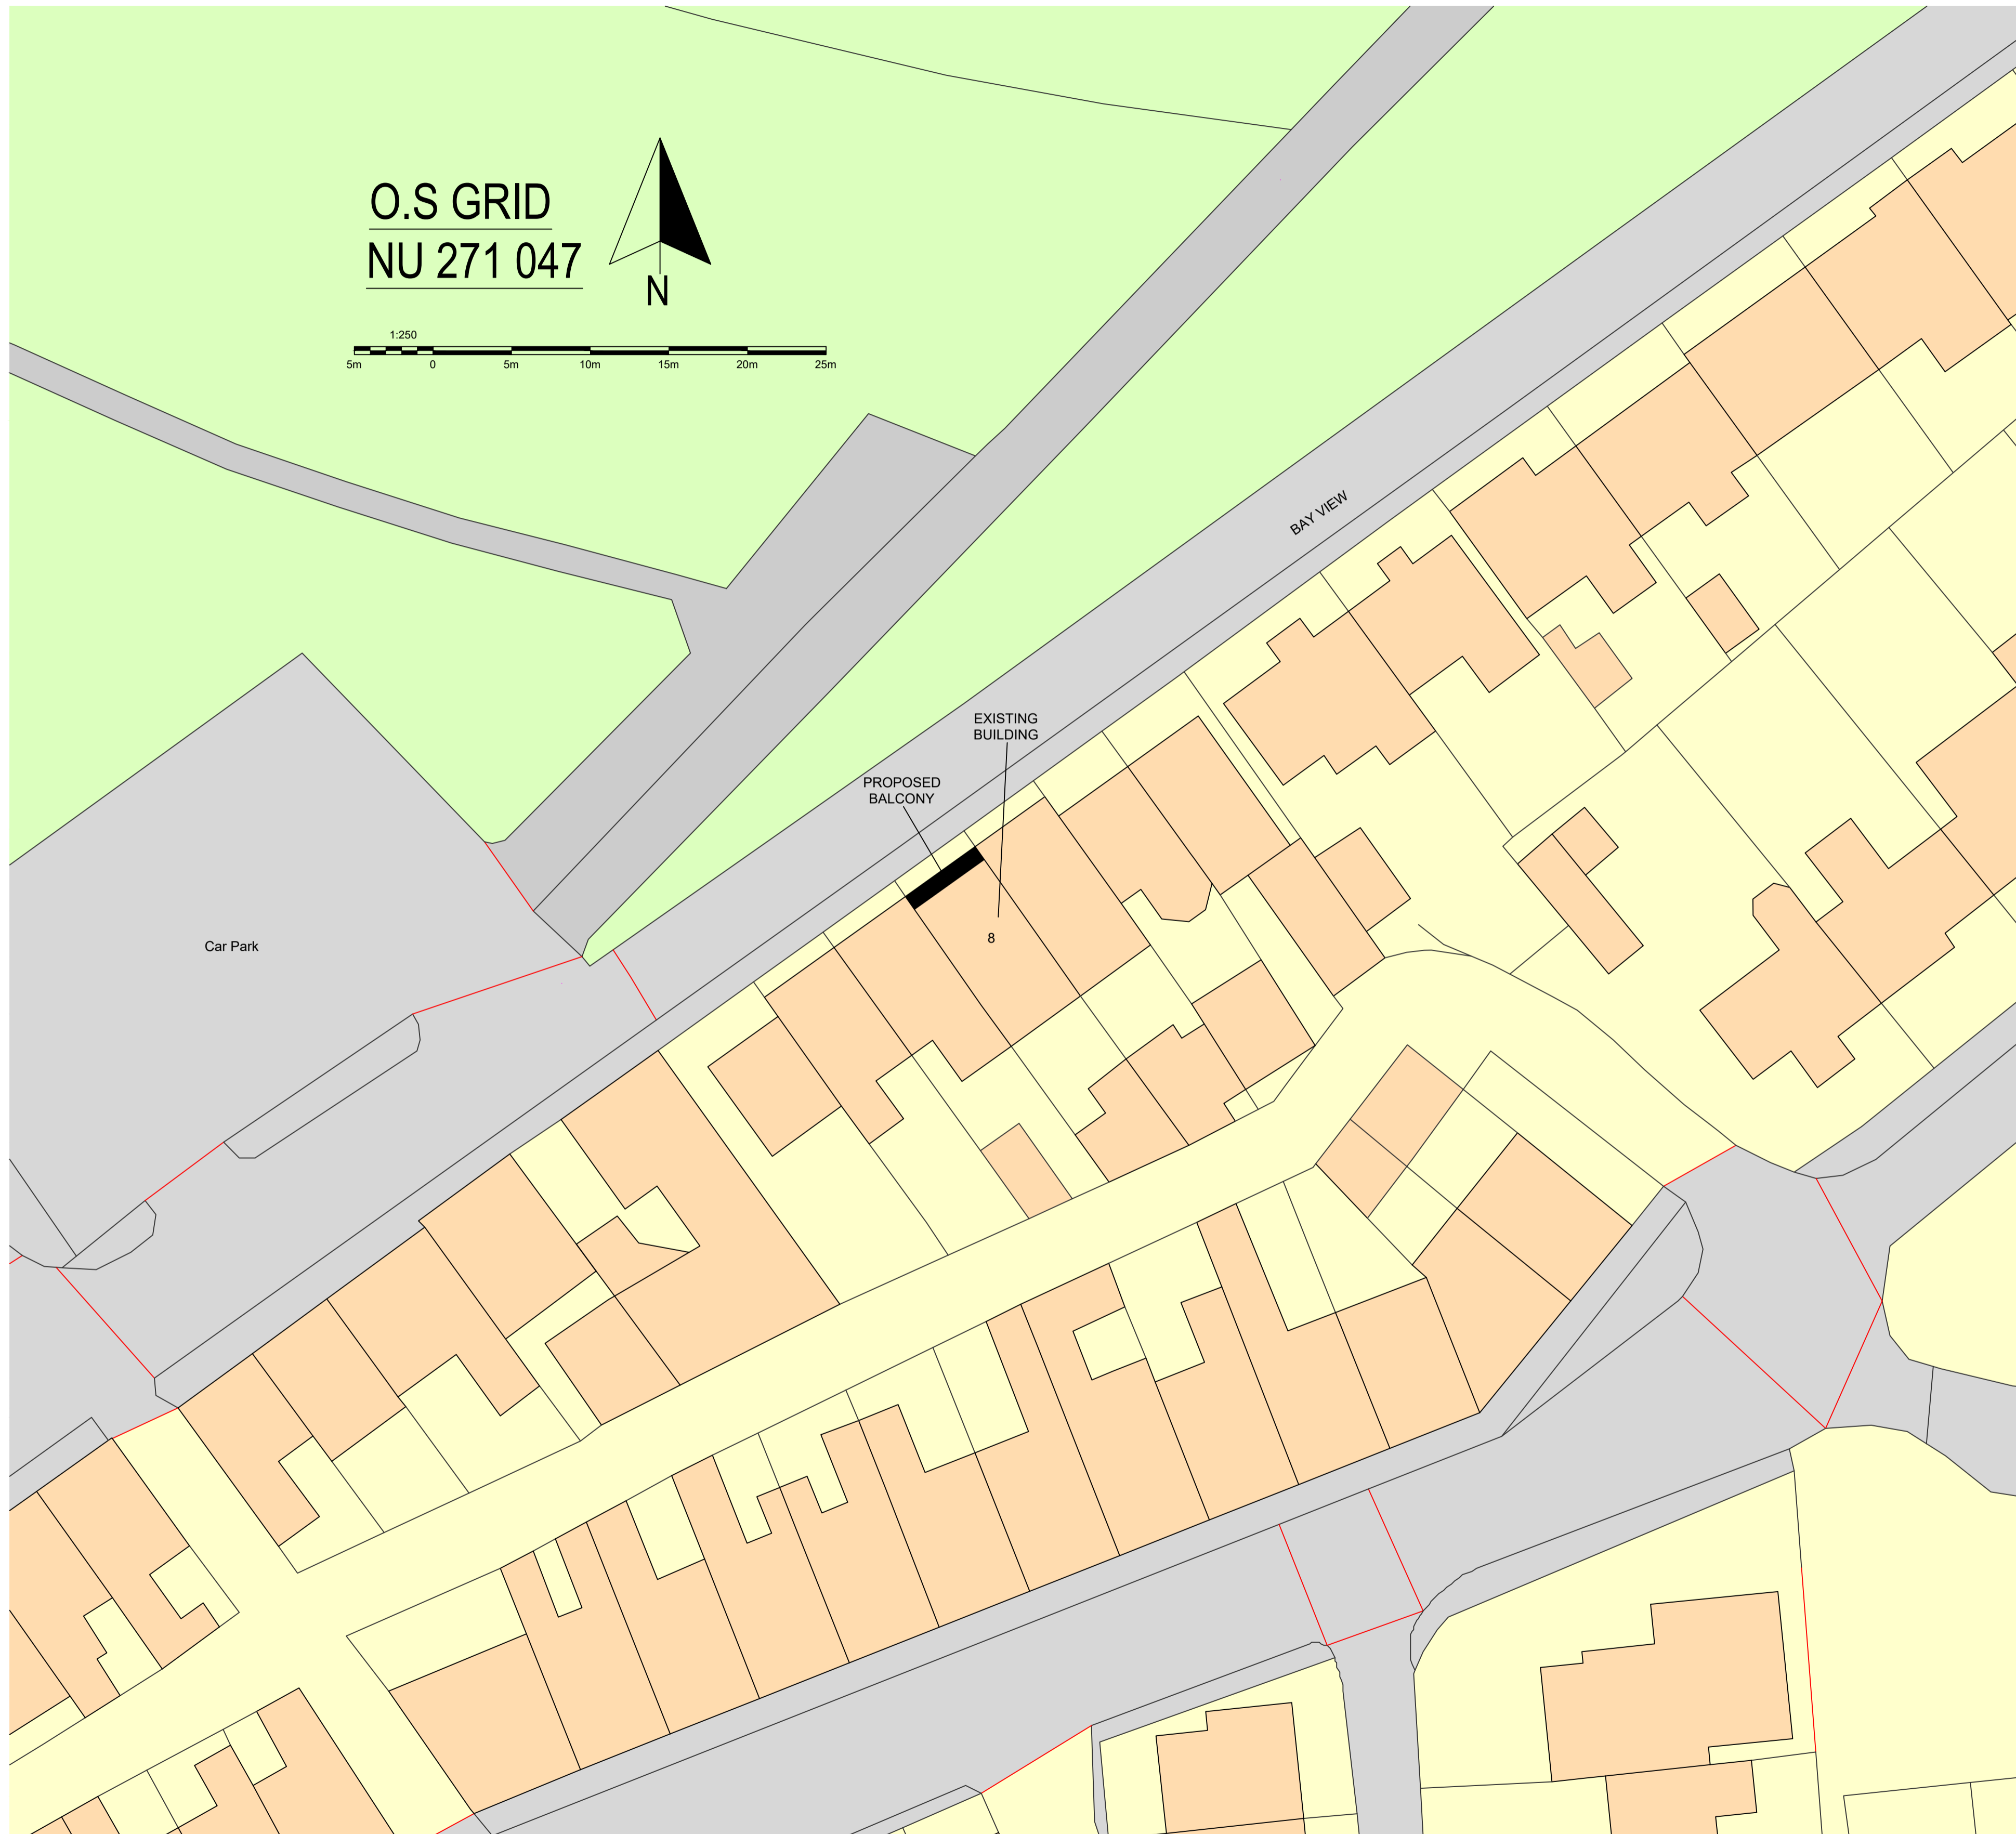 O.S GRID
NU 271 047
N
1:250
5m 0 5m 10m 15m 20m 25m
BAY VIEW
EXISTING
BUILDING
PROPOSED
BALCONY
8
Car Park